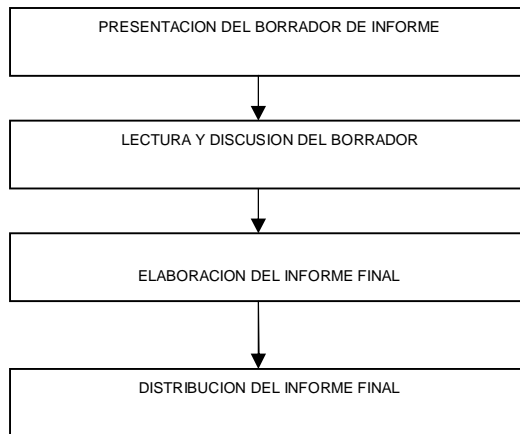 PRESENTACION DEL BORRADOR DE INFORME
LECTURA Y DISCUSION DEL BORRADOR
ELABORACION DEL INFORME FINAL
DISTRIBUCION DEL INFORME FINAL